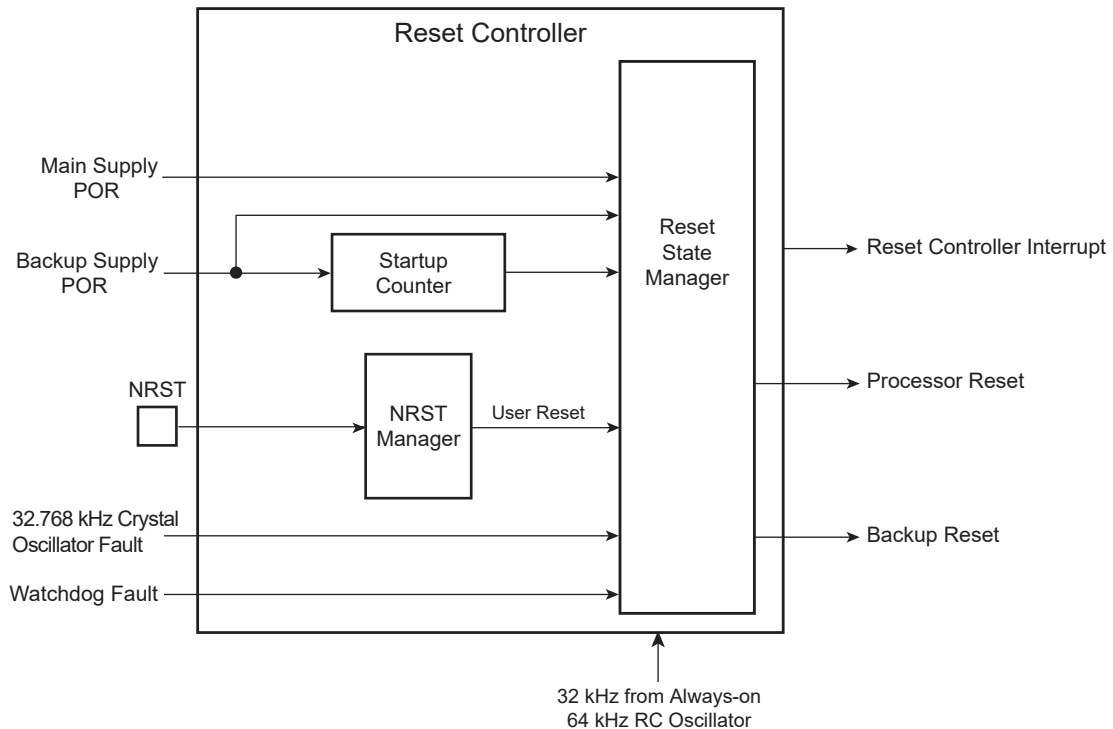 Reset Controller
Main Supply
POR
Backup Supply
POR
Startup
Counter
Reset
State
Manager
Reset Controller Interrupt
Processor Reset
NRST
NRST
Manager
User Reset
32.768 kHz Crystal
Oscillator Fault
Backup Reset
Watchdog Fault
32 kHz from Always-on
64 kHz RC Oscillator